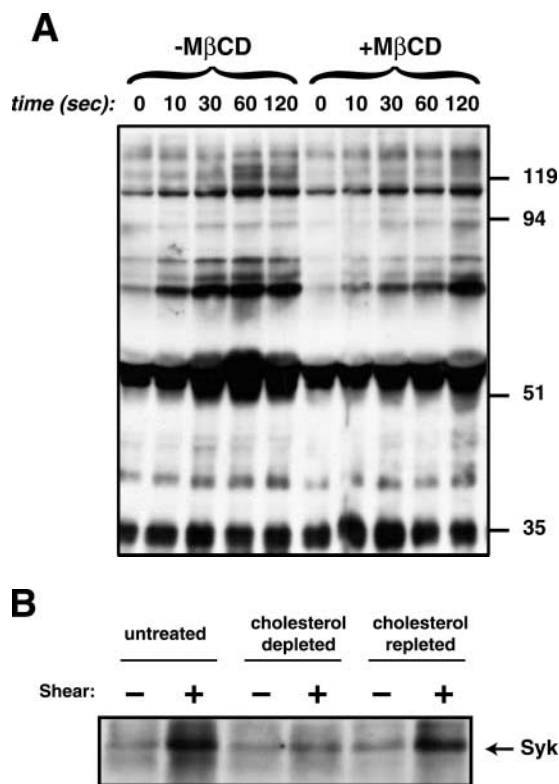 A
-MβCD +MβCD
time (sec): 0 10 30 60 120 0 10 30 60 120
119
94
51
35
B
untreated cholesterol depleted cholesterol repleted
Shear: − + − + − +
← Syk